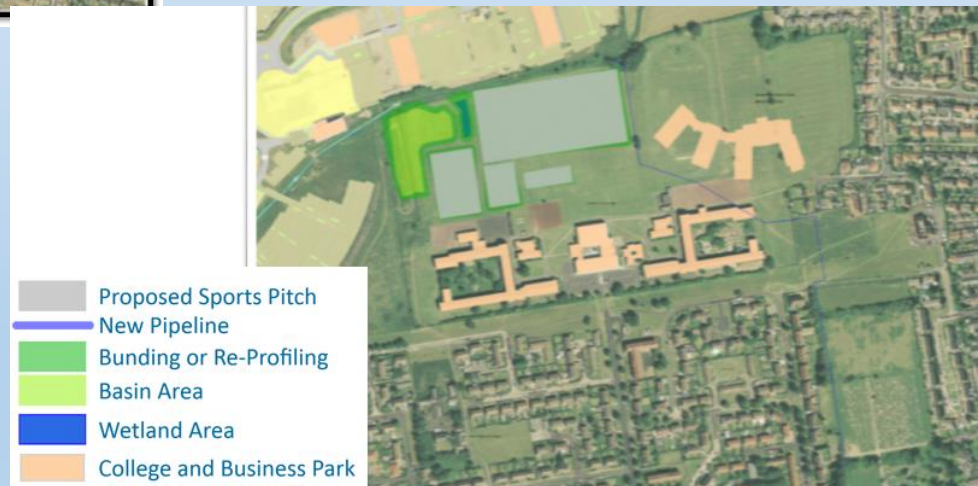 Proposed Sports Pitch
New Pipeline
Bunding or Re-Profiling
Basin Area
Wetland Area
College and Business Park